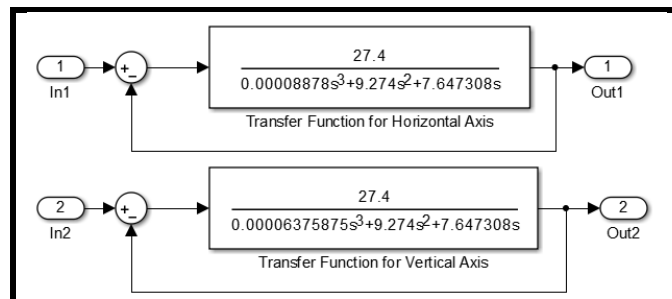 27.4
1 + - 0.00008878s³+9.274s²+7.647308s 1
In1 Out1
Transfer Function for Horizontal Axis
27.4
2 + - 0.00006375875s³+9.274s²+7.647308s 2
In2 Out2
Transfer Function for Vertical Axis